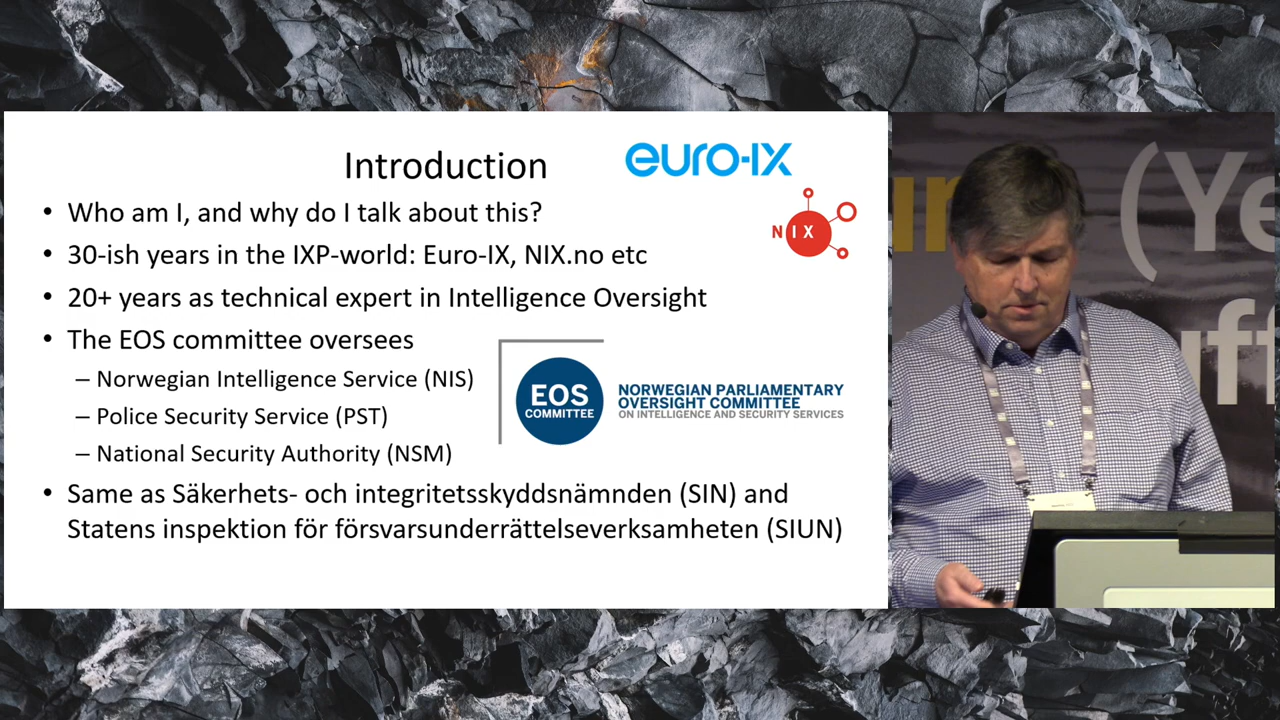 Introduction
euro-IX
NIX
• Who am I, and why do I talk about this?
• 30-ish years in the IXP-world: Euro-IX, NIX.no etc
• 20+ years as technical expert in Intelligence Oversight
• The EOS committee oversees
– Norwegian Intelligence Service (NIS)
– Police Security Service (PST)
– National Security Authority (NSM)
EOS
COMMITTEE
NORWEGIAN PARLIAMENTARY
OVERSIGHT COMMITTEE
ON INTELLIGENCE AND SECURITY SERVICES
• Same as Säkerhets- och integritetsskyddsnämnden (SIN) and
Statens inspektion för försvarsunderrättelseverksamheten (SIUN)
(Ye
uff